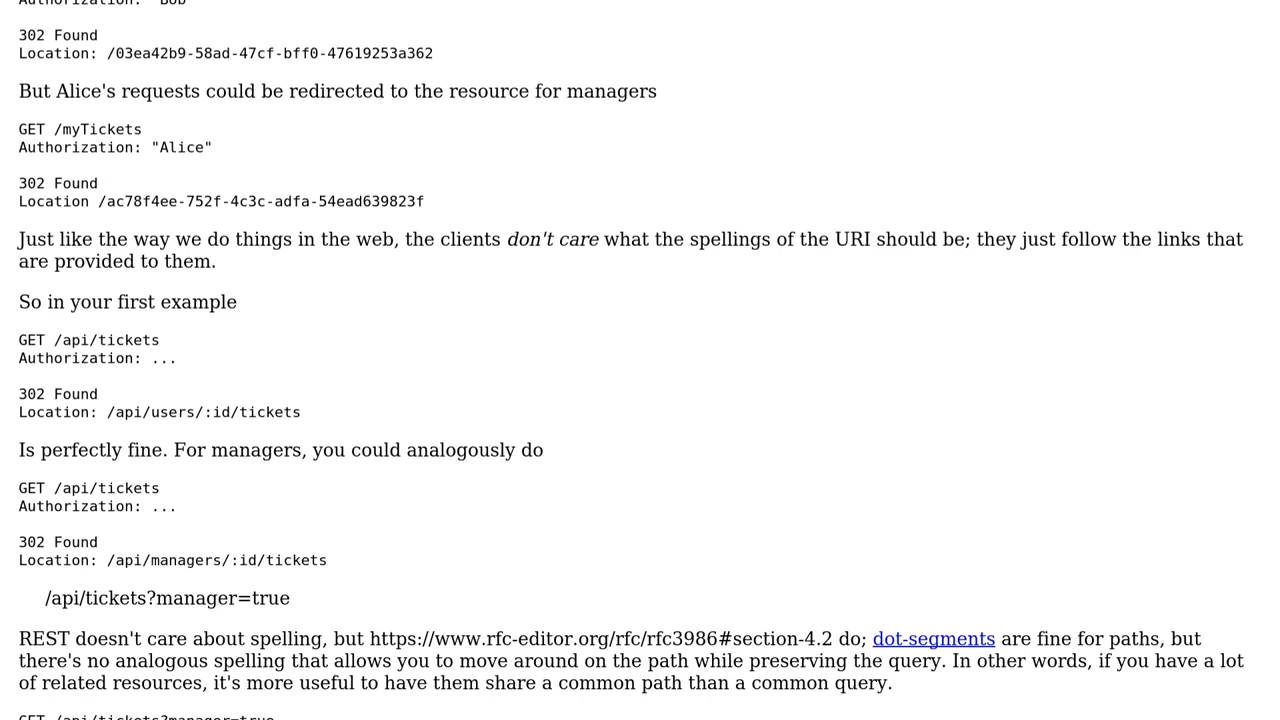 Authorization: "Bob"
302 Found
Location: /03ea42b9-58ad-47cf-bff0-47619253a362
But Alice's requests could be redirected to the resource for managers
GET /myTickets
Authorization: "Alice"
302 Found
Location /ac78f4ee-752f-4c3c-adfa-54ead639823f
Just like the way we do things in the web, the clients don't care what the spellings of the URI should be; they just follow the links that
are provided to them.
So in your first example
GET /api/tickets
Authorization: ...
302 Found
Location: /api/users/:id/tickets
Is perfectly fine. For managers, you could analogously do
GET /api/tickets
Authorization: ...
302 Found
Location: /api/managers/:id/tickets
/api/tickets?manager=true
REST doesn't care about spelling, but https://www.rfc-editor.org/rfc/rfc3986#section-4.2 do; dot-segments are fine for paths, but
there's no analogous spelling that allows you to move around on the path while preserving the query. In other words, if you have a lot
of related resources, it's more useful to have them share a common path than a common query.
GET /api/tickets?manager=true